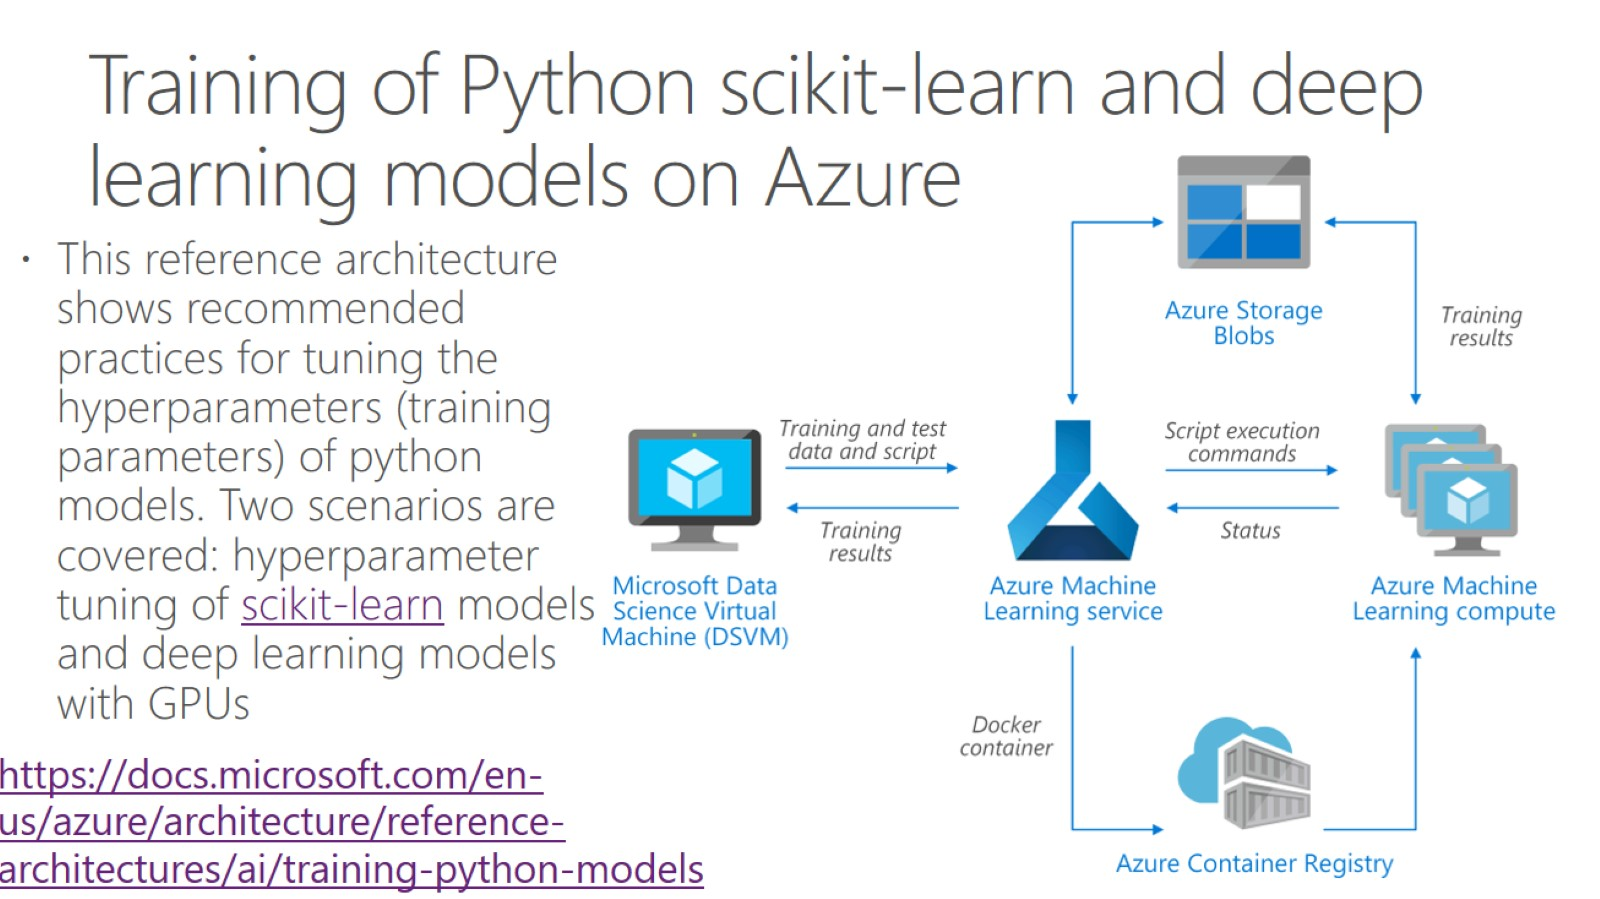 Training of Python scikit-learn and deep
learning models on Azure
• This reference architecture
shows recommended
practices for tuning the
hyperparameters (training
parameters) of python
models. Two scenarios are
covered: hyperparameter
tuning of scikit-learn models
and deep learning models
with GPUs
https://docs.microsoft.com/en-
us/azure/architecture/reference-
architectures/ai/training-python-models
Azure Storage
Blobs
Training
results
Training and test
data and script
Training
results
Script execution
commands
Status
Microsoft Data
Science Virtual
Machine (DSVM)
Azure Machine
Learning service
Azure Machine
Learning compute
Docker
container
Azure Container Registry